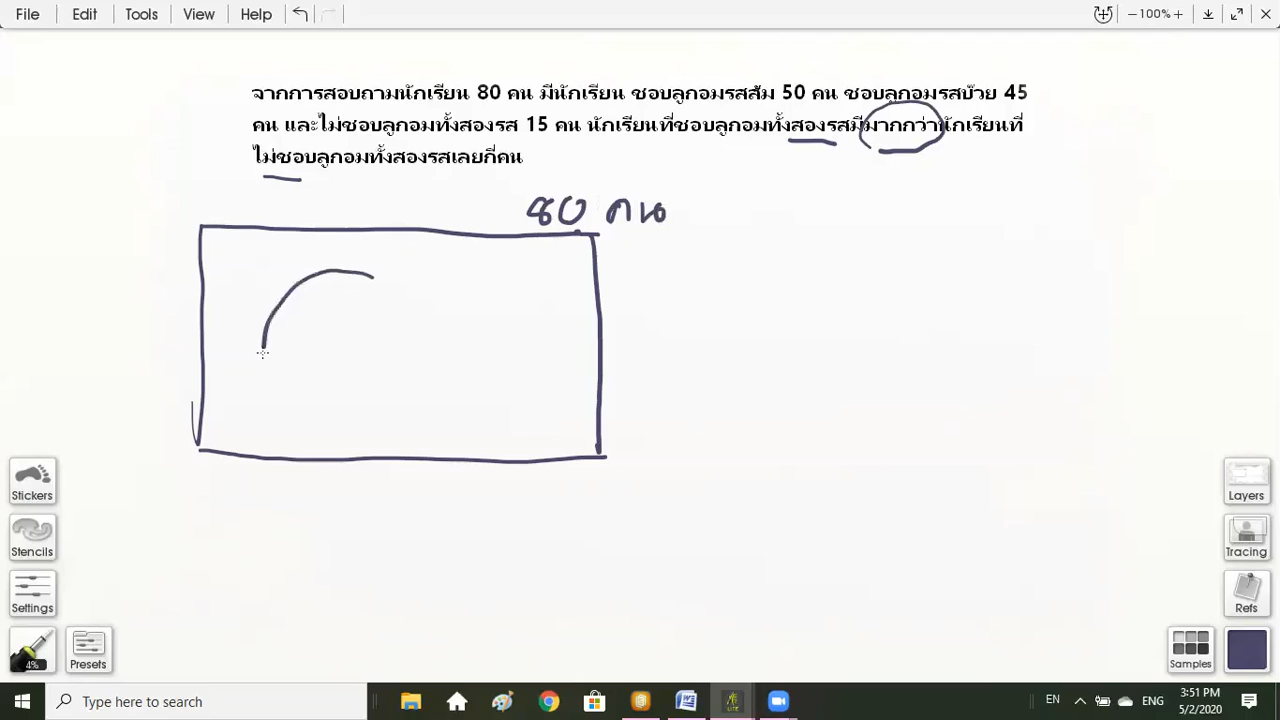 File Edit Tools View Help
100%
จากการสอบถามนักเรียน 80 คน มีนักเรียน ชอบลูกอมรสส้ม 50 คน ชอบลูกอมรสบ๊วย 45
คน และไม่ชอบลูกอมทั้งสองรส 15 คน นักเรียนที่ชอบลูกอมทั้งสองรสมีมากกว่านักเรียนที่
ไม่ชอบลูกอมทั้งสองรสเลยกี่คน
80 คน
Stickers
Stencils
Settings
4%
Presets
Layers
Tracing
Refs
Samples
Type here to search
EN
ENG
3:51 PM
5/2/2020